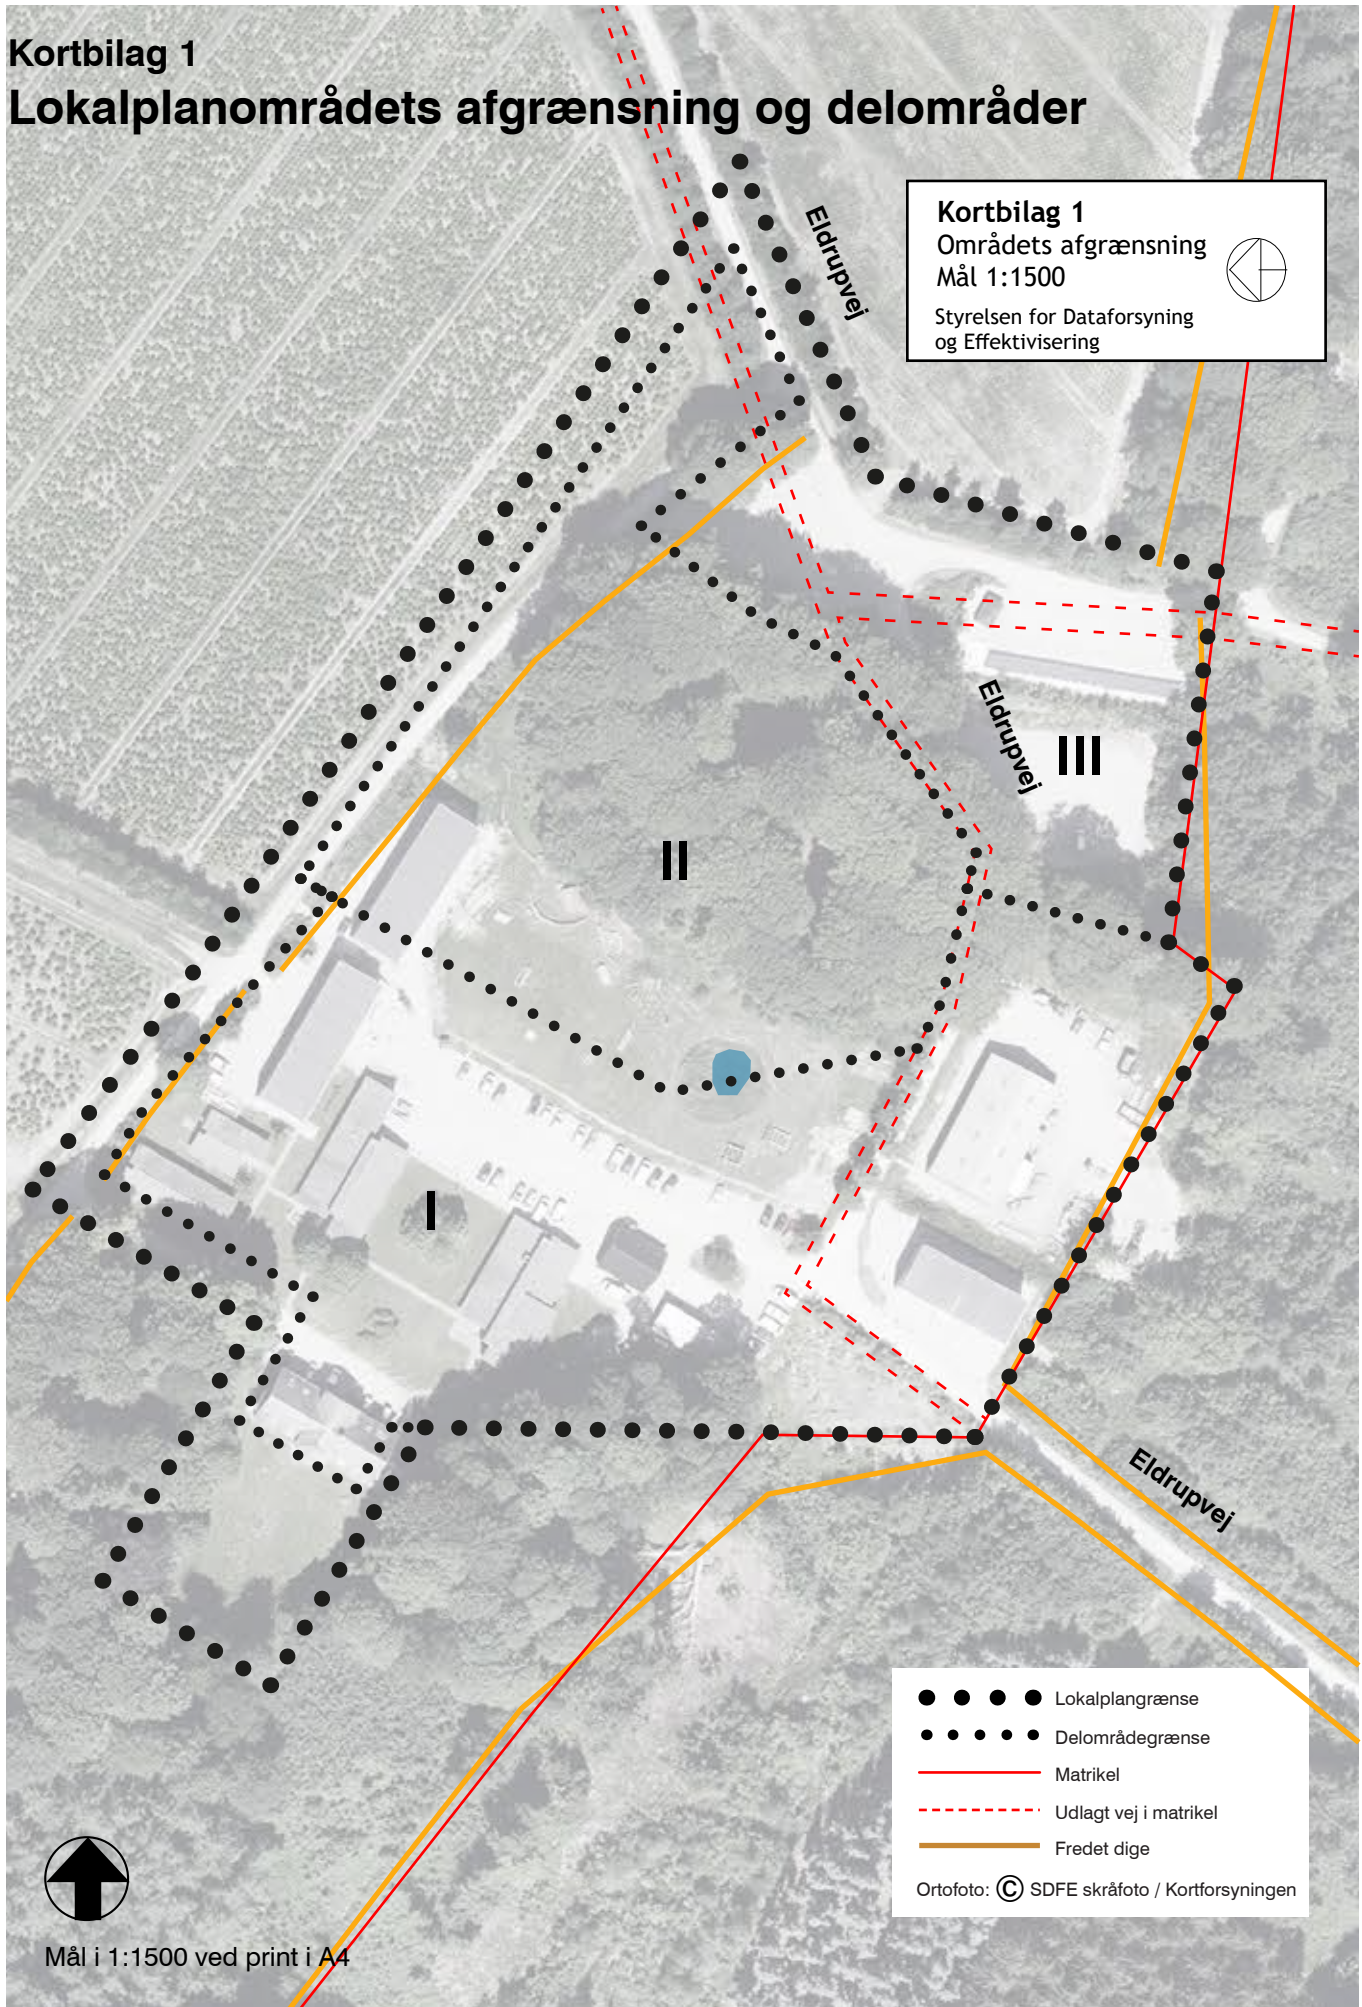 Kortbilag 1
Lokalplanområdets afgrænsning og delområder
Kortbilag 1
Områdets afgrænsning
Mål 1:1500
Styrelsen for Dataforsyning
og Effektivisering
Eldrupvej
Eldrupvej
III
II
I
Eldrupvej
Lokalplangrænse
Delområdegrænse
Matrikel
Udlagt vej i matrikel
Fredet dige
Ortofoto: © SDFE skråfoto / Kortforsyningen
Mål i 1:1500 ved print i A4